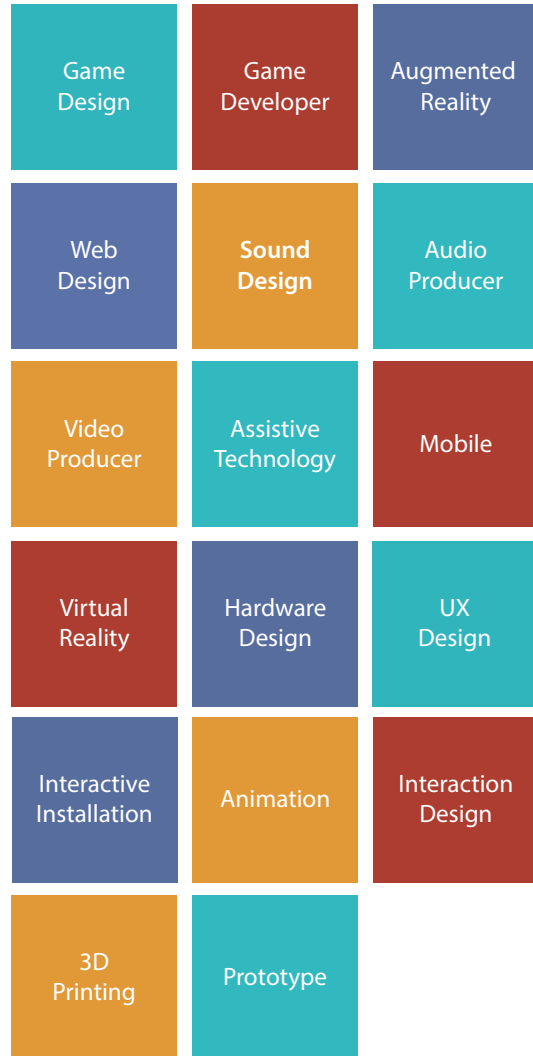 Game
Design
Game
Developer
Augmented
Reality
Web
Design
Sound
Design
Audio
Producer
Video
Producer
Assistive
Technology
Mobile
Virtual
Reality
Hardware
Design
UX
Design
Interactive
Installation
Animation
Interaction
Design
3D
Printing
Prototype